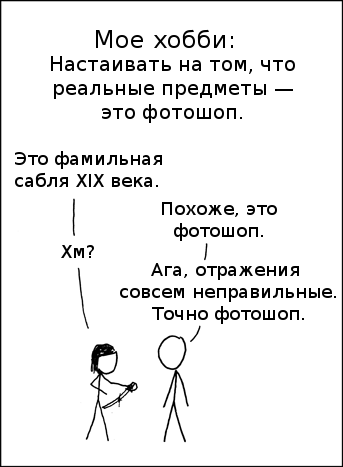 Мое хобби:
Настаивать на том, что
реальные предметы —
это фотошоп.
Это фамильная
сабля XIX века.
Похоже, это
фотошоп.
Хм?
Ага, отражения
совсем неправильные.
Точно фотошоп.